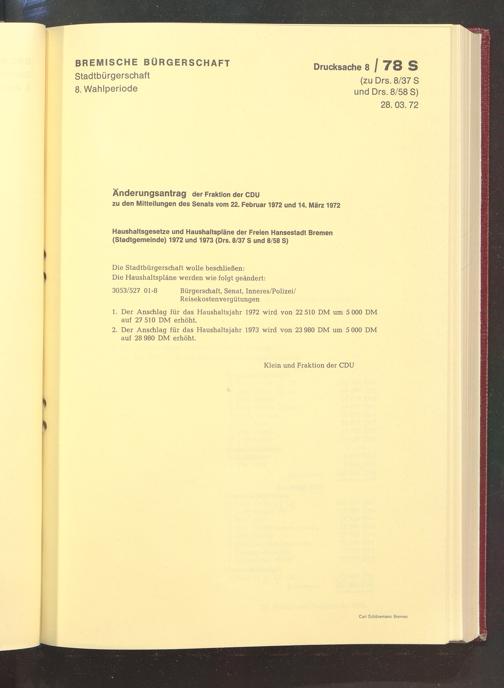 BREMISCHE BÜRGERSCHAFT
Stadtbürgerschaft
8. Wahlperiode
Drucksache 8 / 78 S
(zu Drs. 8/37 S
und Drs. 8/58 S)
28. 03. 72
Änderungsantrag der Fraktion der CDU
zu den Mitteilungen des Senats vom 22. Februar 1972 und 14. März 1972
Haushaltsgesetze und Haushaltspläne der Freien Hansestadt Bremen
(Stadtgemeinde) 1972 und 1973 (Drs. 8/37 S und 8/58 S)
Die Stadtbürgerschaft wolle beschließen:
Die Haushaltspläne werden wie folgt geändert:
3053/527 01-8 Bürgerschaft, Senat, Inneres/Polizei/
Reisekostenvergütungen
1. Der Anschlag für das Haushaltsjahr 1972 wird von 22 510 DM um 5 000 DM
auf 27 510 DM erhöht.
2. Der Anschlag für das Haushaltsjahr 1973 wird von 23 980 DM um 5 000 DM
auf 28 980 DM erhöht.
Klein und Fraktion der CDU
Carl Schünemann Bremen